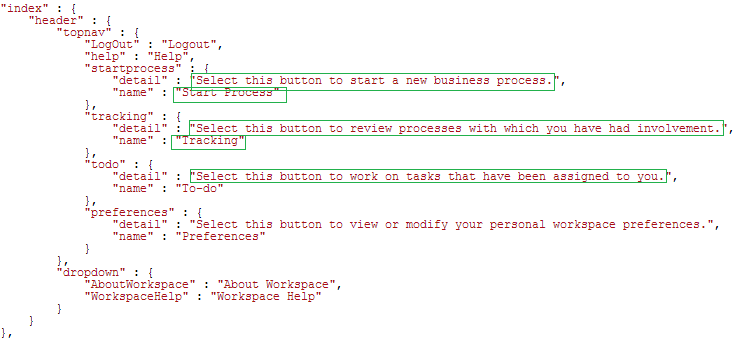 "index" : {
    "header" : {
        "topnav" : {
            "LogOut" : "Logout",
            "help" : "Help",
            "startprocess" : {
                "detail" : "Select this button to start a new business process.",
                "name" : "Start Process"
            },
            "tracking" : {
                "detail" : "Select this button to review processes with which you have had involvement.",
                "name" : "Tracking"
            },
            "todo" : {
                "detail" : "Select this button to work on tasks that have been assigned to you.",
                "name" : "To-do"
            },
            "preferences" : {
                "detail" : "Select this button to view or modify your personal workspace preferences.",
                "name" : "Preferences"
            }
        },
        "dropdown" : {
            "AboutWorkspace" : "About Workspace",
            "WorkspaceHelp" : "Workspace Help"
        }
    }
},